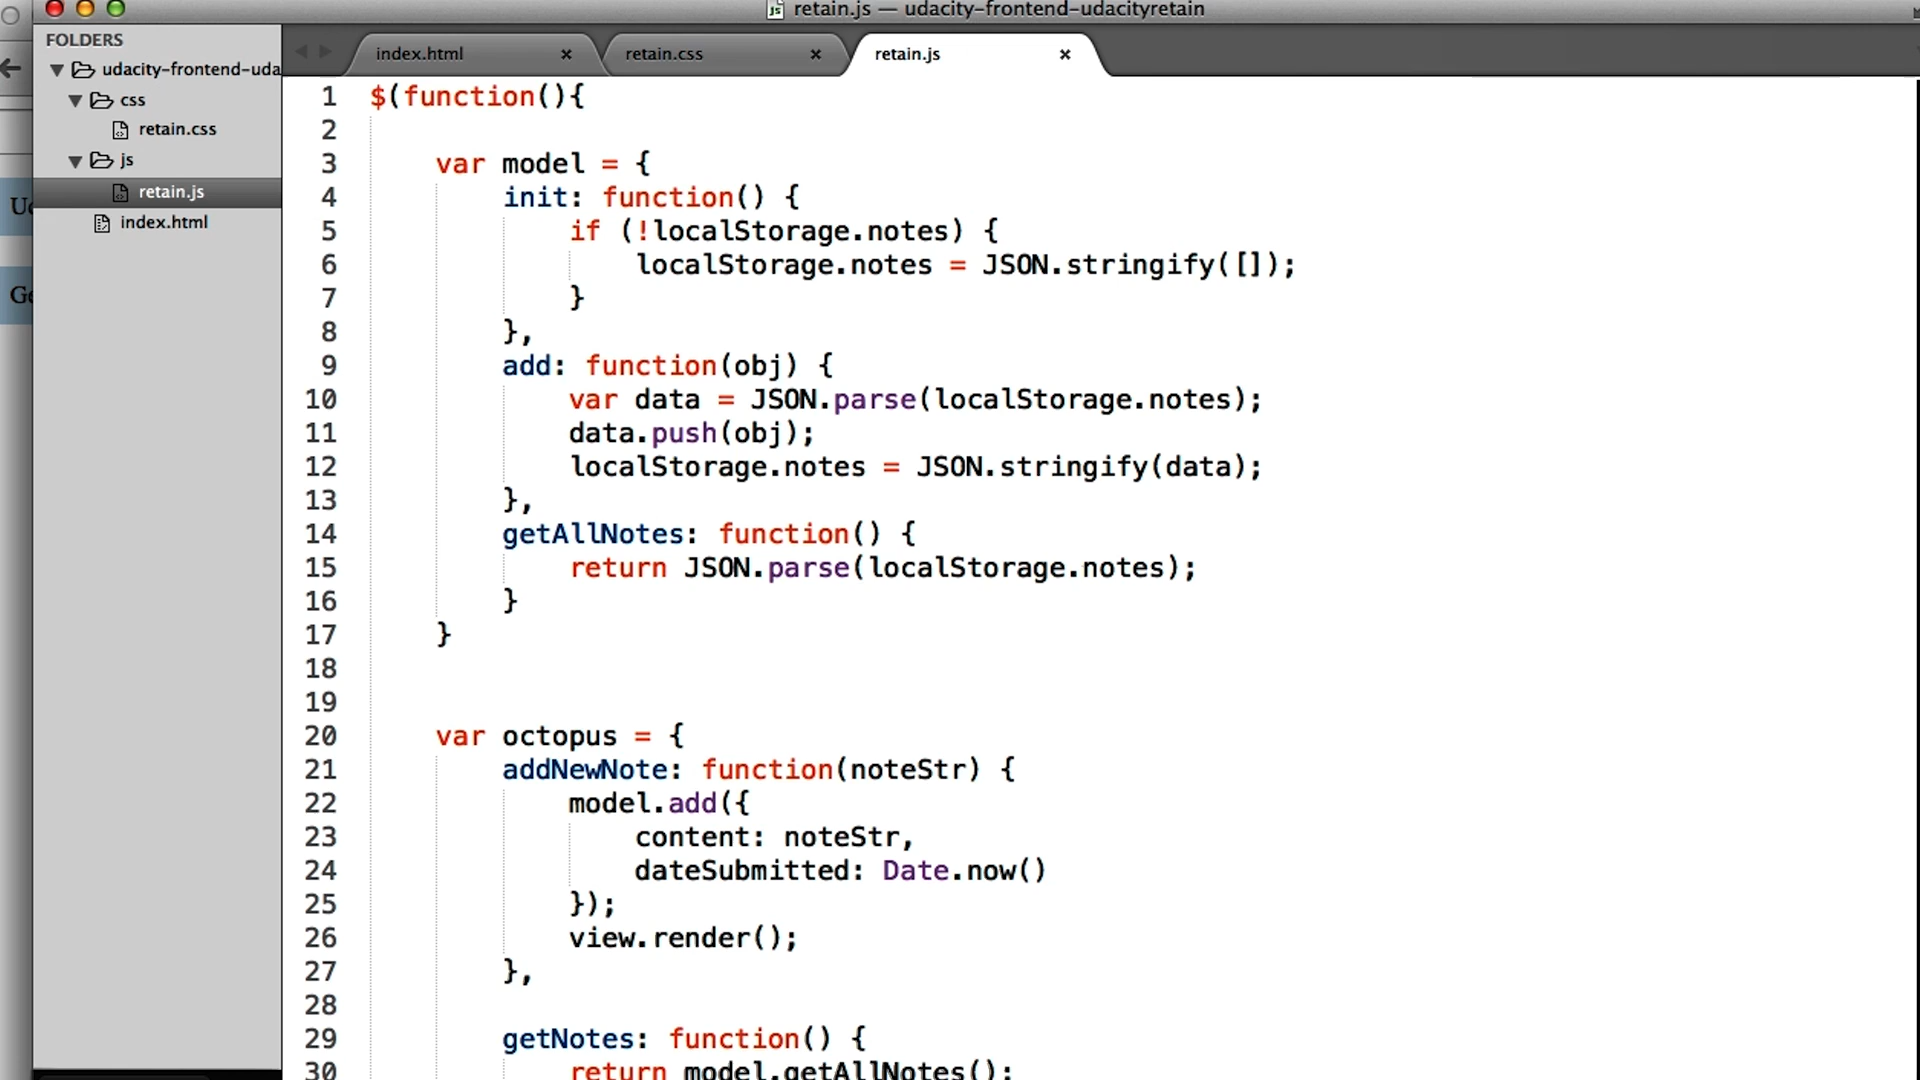 retain.js — udacity-frontend-udacityretain
FOLDERS
udacity-frontend-uda
css
retain.css
js
retain.js
index.html
index.html
retain.css
retain.js
1 $(function(){
2
3 var model = {
4 init: function() {
5 if (!localStorage.notes) {
6 localStorage.notes = JSON.stringify([]);
7 }
8 },
9 add: function(obj) {
10 var data = JSON.parse(localStorage.notes);
11 data.push(obj);
12 localStorage.notes = JSON.stringify(data);
13 },
14 getAllNotes: function() {
15 return JSON.parse(localStorage.notes);
16 }
17 }
18
19
20 var octopus = {
21 addNewNote: function(noteStr) {
22 model.add({
23 content: noteStr,
24 dateSubmitted: Date.now()
25 });
26 view.render();
27 },
28
29 getNotes: function() {
30 return model.getAllNotes();